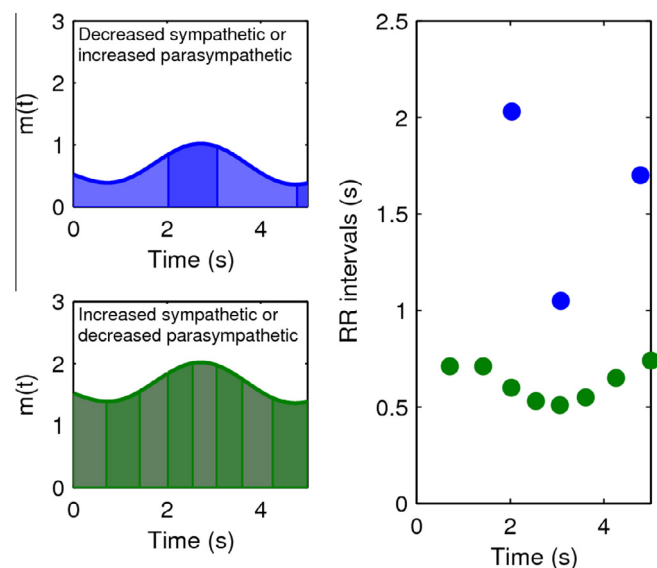 3
Decreased sympathetic or
increased parasympathetic
2
m(t)
1
0
0 2 4
Time (s)
3
Increased sympathetic or
decreased parasympathetic
2
m(t)
1
0
0 2 4
Time (s)
2.5
2
RR intervals (s)
1.5
1
0.5
0
0 2 4
Time (s)